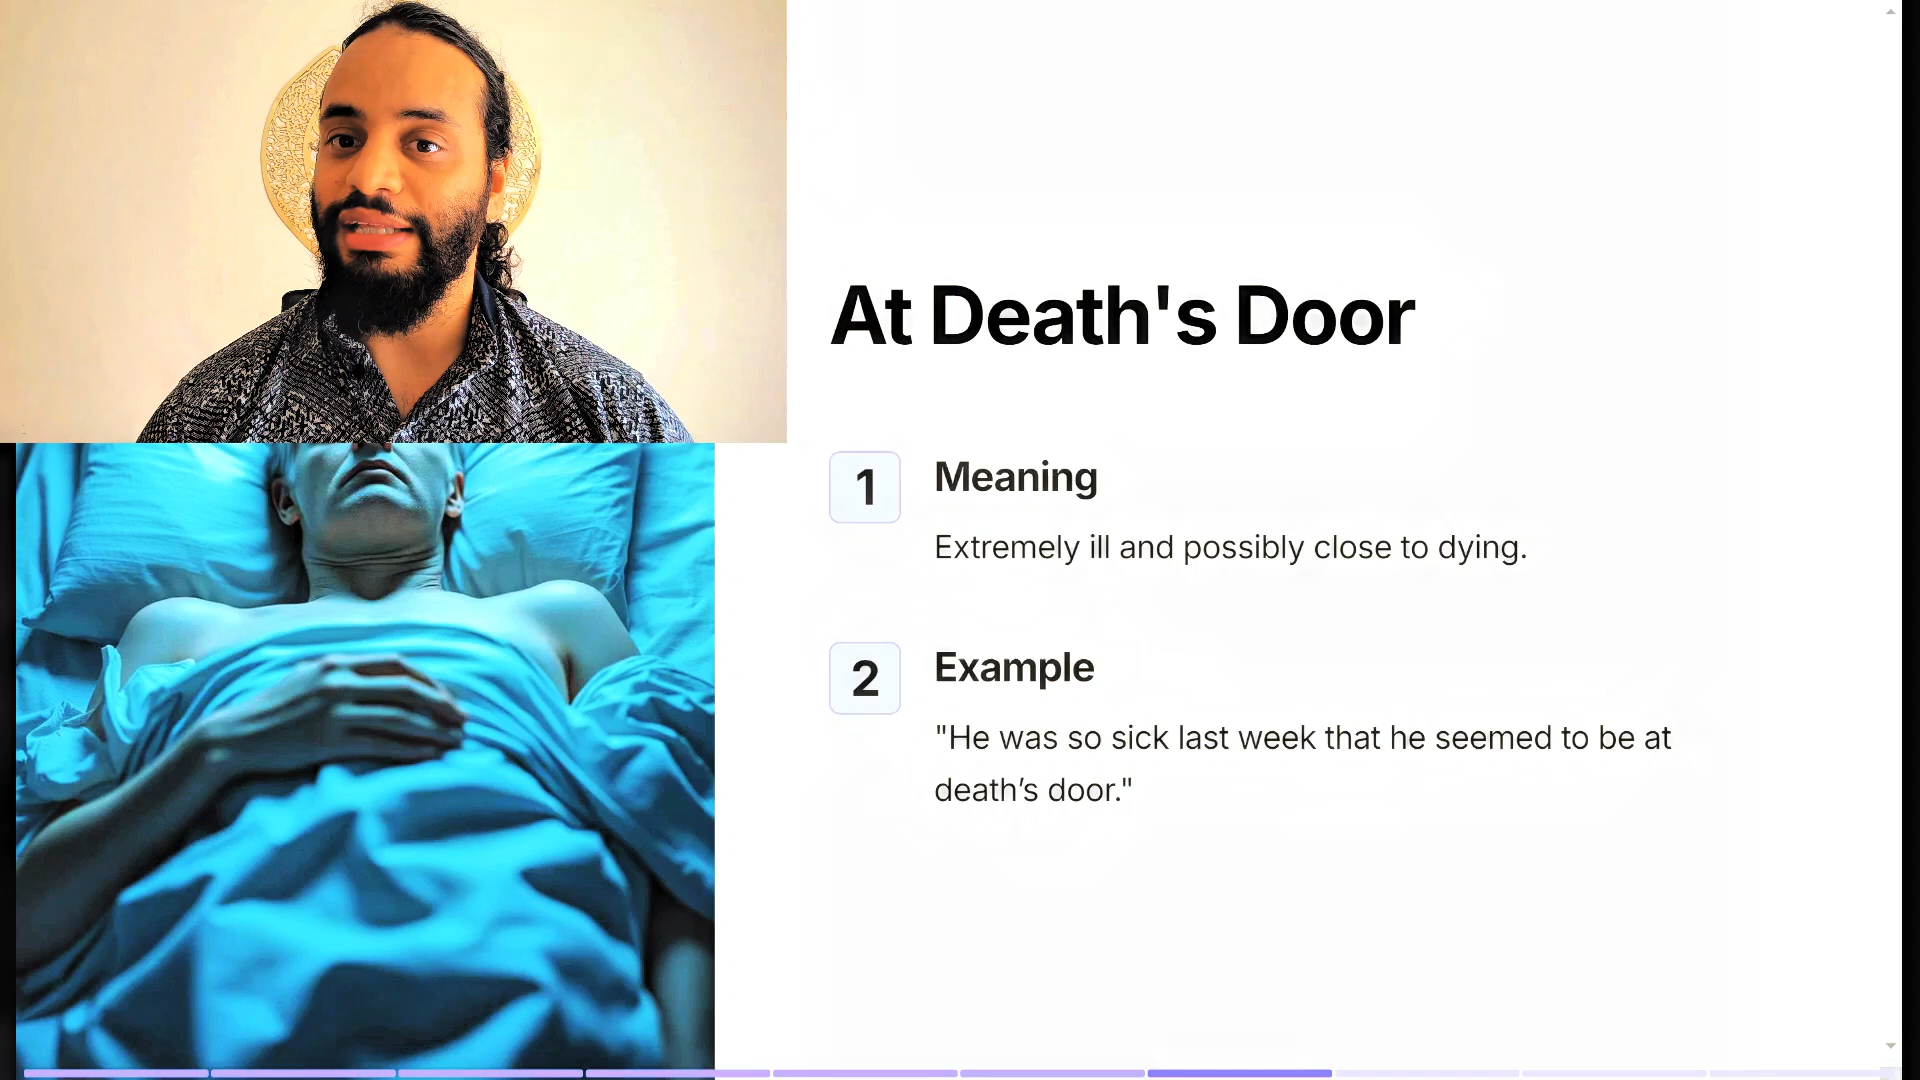 At Death's Door
1
Meaning
Extremely ill and possibly close to dying.
2
Example
"He was so sick last week that he seemed to be at
death’s door."